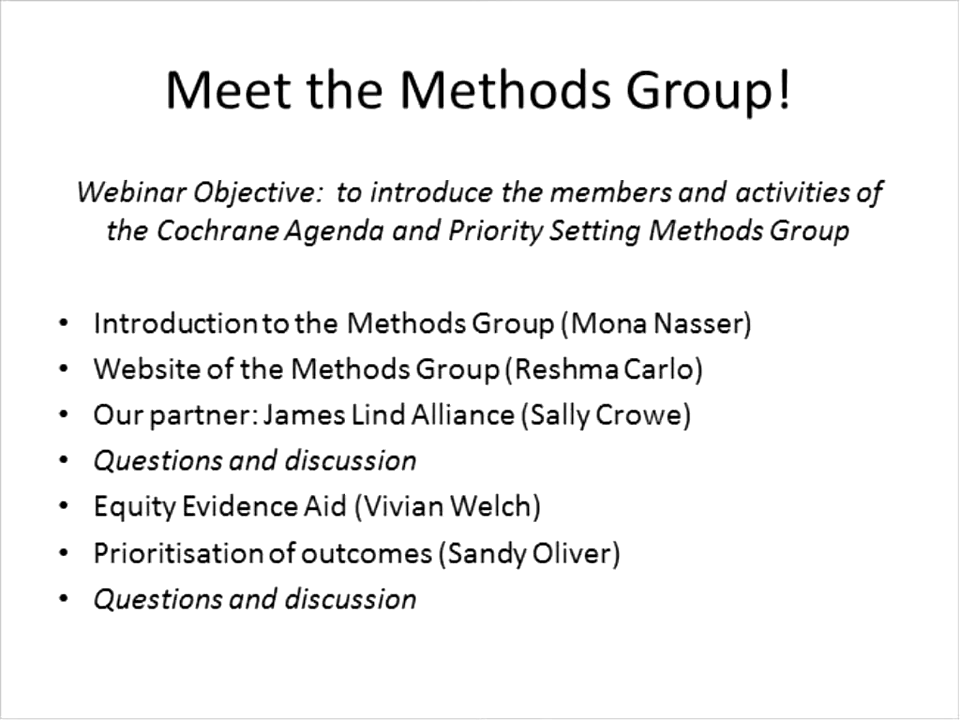 Meet the Methods Group!
Webinar Objective: to introduce the members and activities of
the Cochrane Agenda and Priority Setting Methods Group
• Introduction to the Methods Group (Mona Nasser)
• Website of the Methods Group (Reshma Carlo)
• Our partner: James Lind Alliance (Sally Crowe)
• Questions and discussion
• Equity Evidence Aid (Vivian Welch)
• Prioritisation of outcomes (Sandy Oliver)
• Questions and discussion